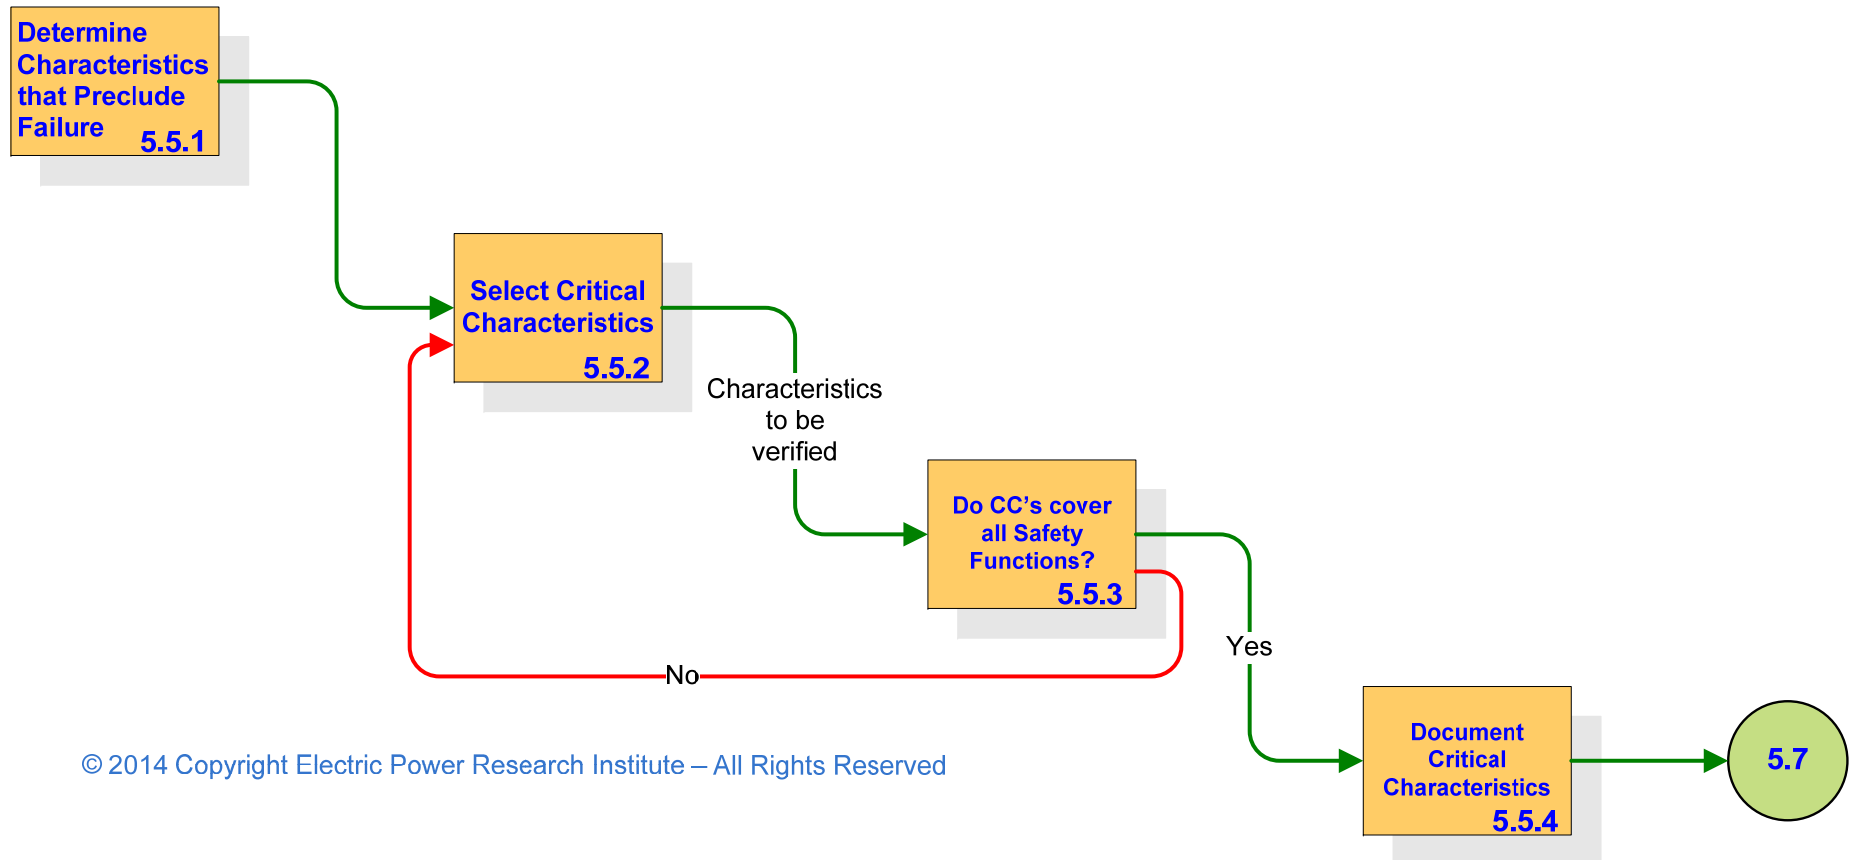 Determine
Characteristics
that Preclude
Failure
5.5.1
Select Critical
Characteristics
5.5.2
Characteristics
to be
verified
Do CC’s cover
all Safety
Functions?
5.5.3
Yes
No
Document
Critical
Characteristics
5.5.4
5.7
© 2014 Copyright Electric Power Research Institute – All Rights Reserved